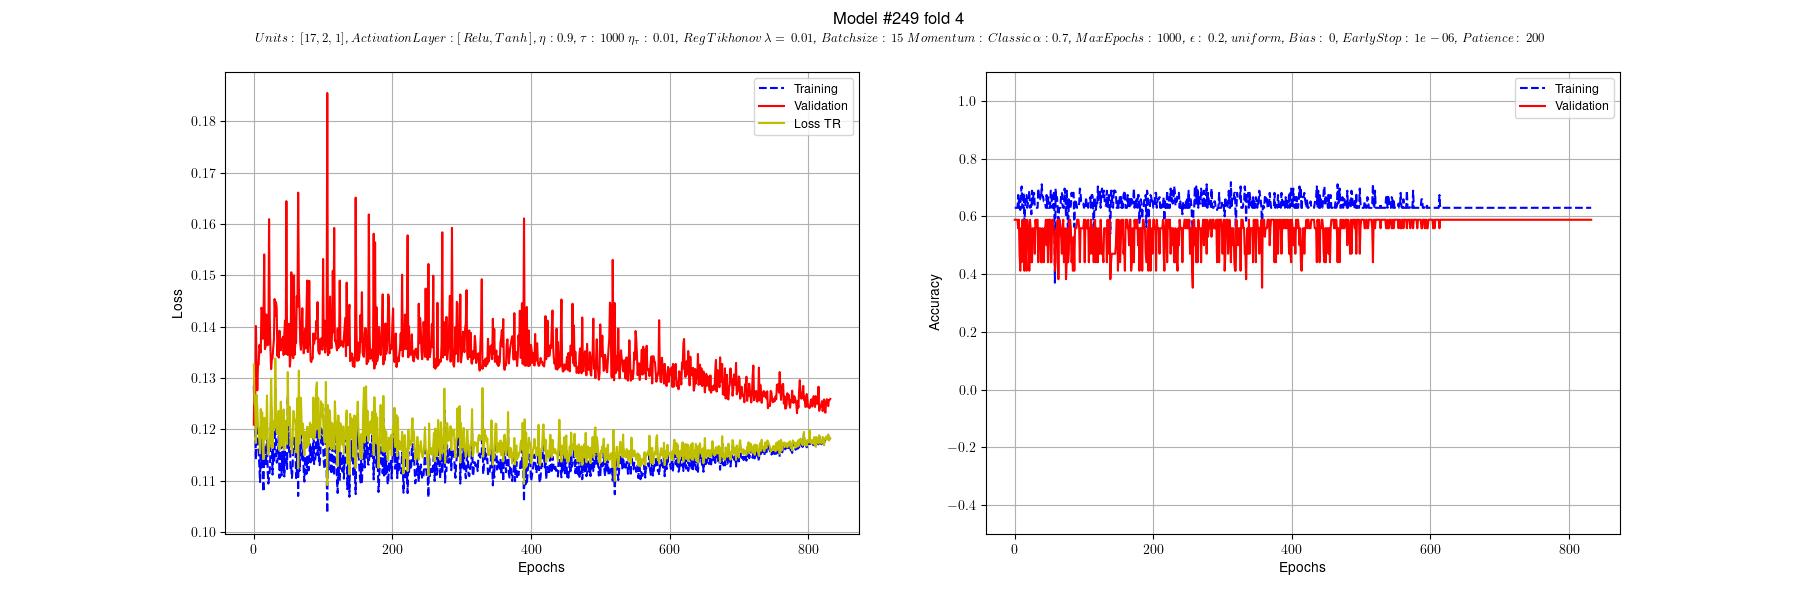 Model #249 fold 4
Units : [17, 2, 1], ActivationLayer : [Relu, Tanh], η : 0.9, τ : 1000 ητ : 0.01, RegTikhonov λ = 0.01, Batchsize : 15 Momentum : Classic α : 0.7, MaxEpochs : 1000, ϵ : 0.2, uniform, Bias : 0, EarlyStop : 1e − 06, Patience : 200
Training
Validation
Loss TR
0.18
0.17
0.16
0.15
0.14
0.13
0.12
0.11
0.10
Loss
0 200 400 600 800
Epochs
Training
Validation
1.0
0.8
0.6
0.4
0.2
0.0
−0.2
−0.4
Accuracy
0 200 400 600 800
Epochs